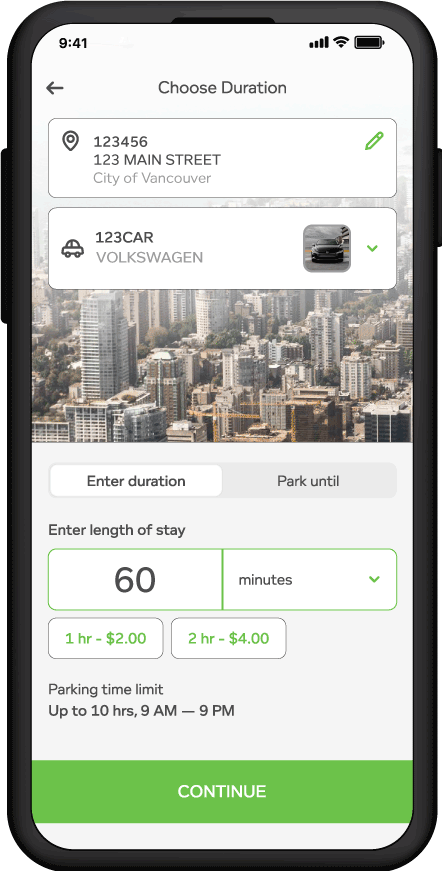 9:41
Choose Duration
123456
123 MAIN STREET
City of Vancouver
123CAR
VOLKSWAGEN
Enter duration
Park until
Enter length of stay
60
minutes
1 hr - $2.00
2 hr - $4.00
Parking time limit
Up to 10 hrs, 9 AM — 9 PM
CONTINUE